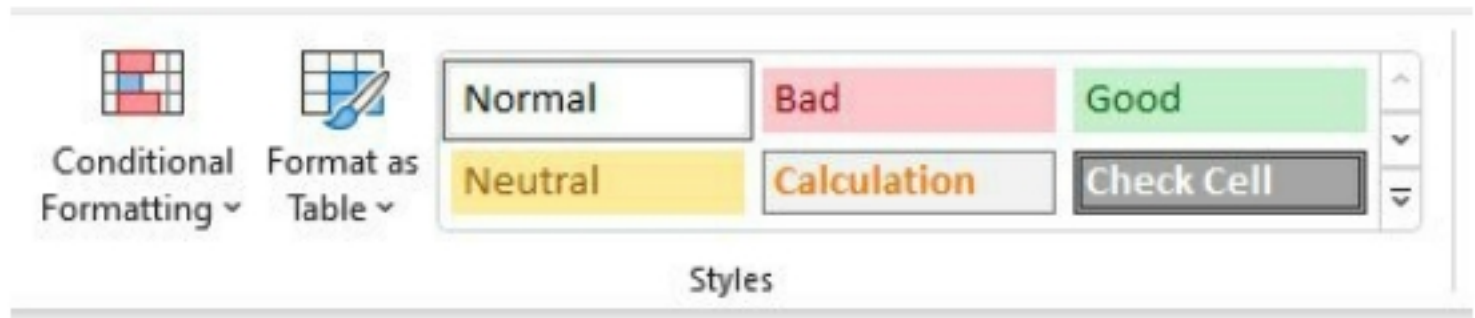 Conditional
Formatting
Format as
Table
Normal
Bad
Good
Neutral
Calculation
Check Cell
Styles